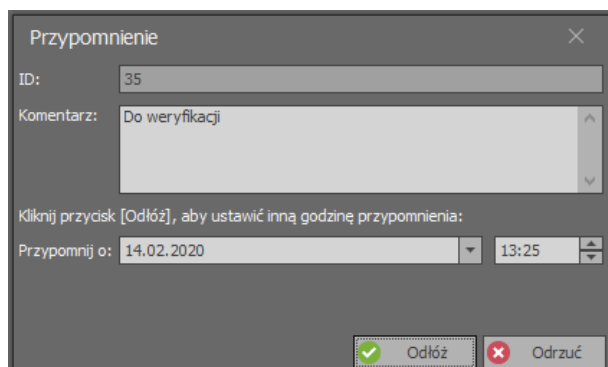 Przypomnienie
ID: 35
Komentarz: Do weryfikacji
Kliknij przycisk [Odłóż], aby ustawić inną godzinę przypomnienia:
Przypomnij o: 14.02.2020 13:25
Odłóż Odrzuć